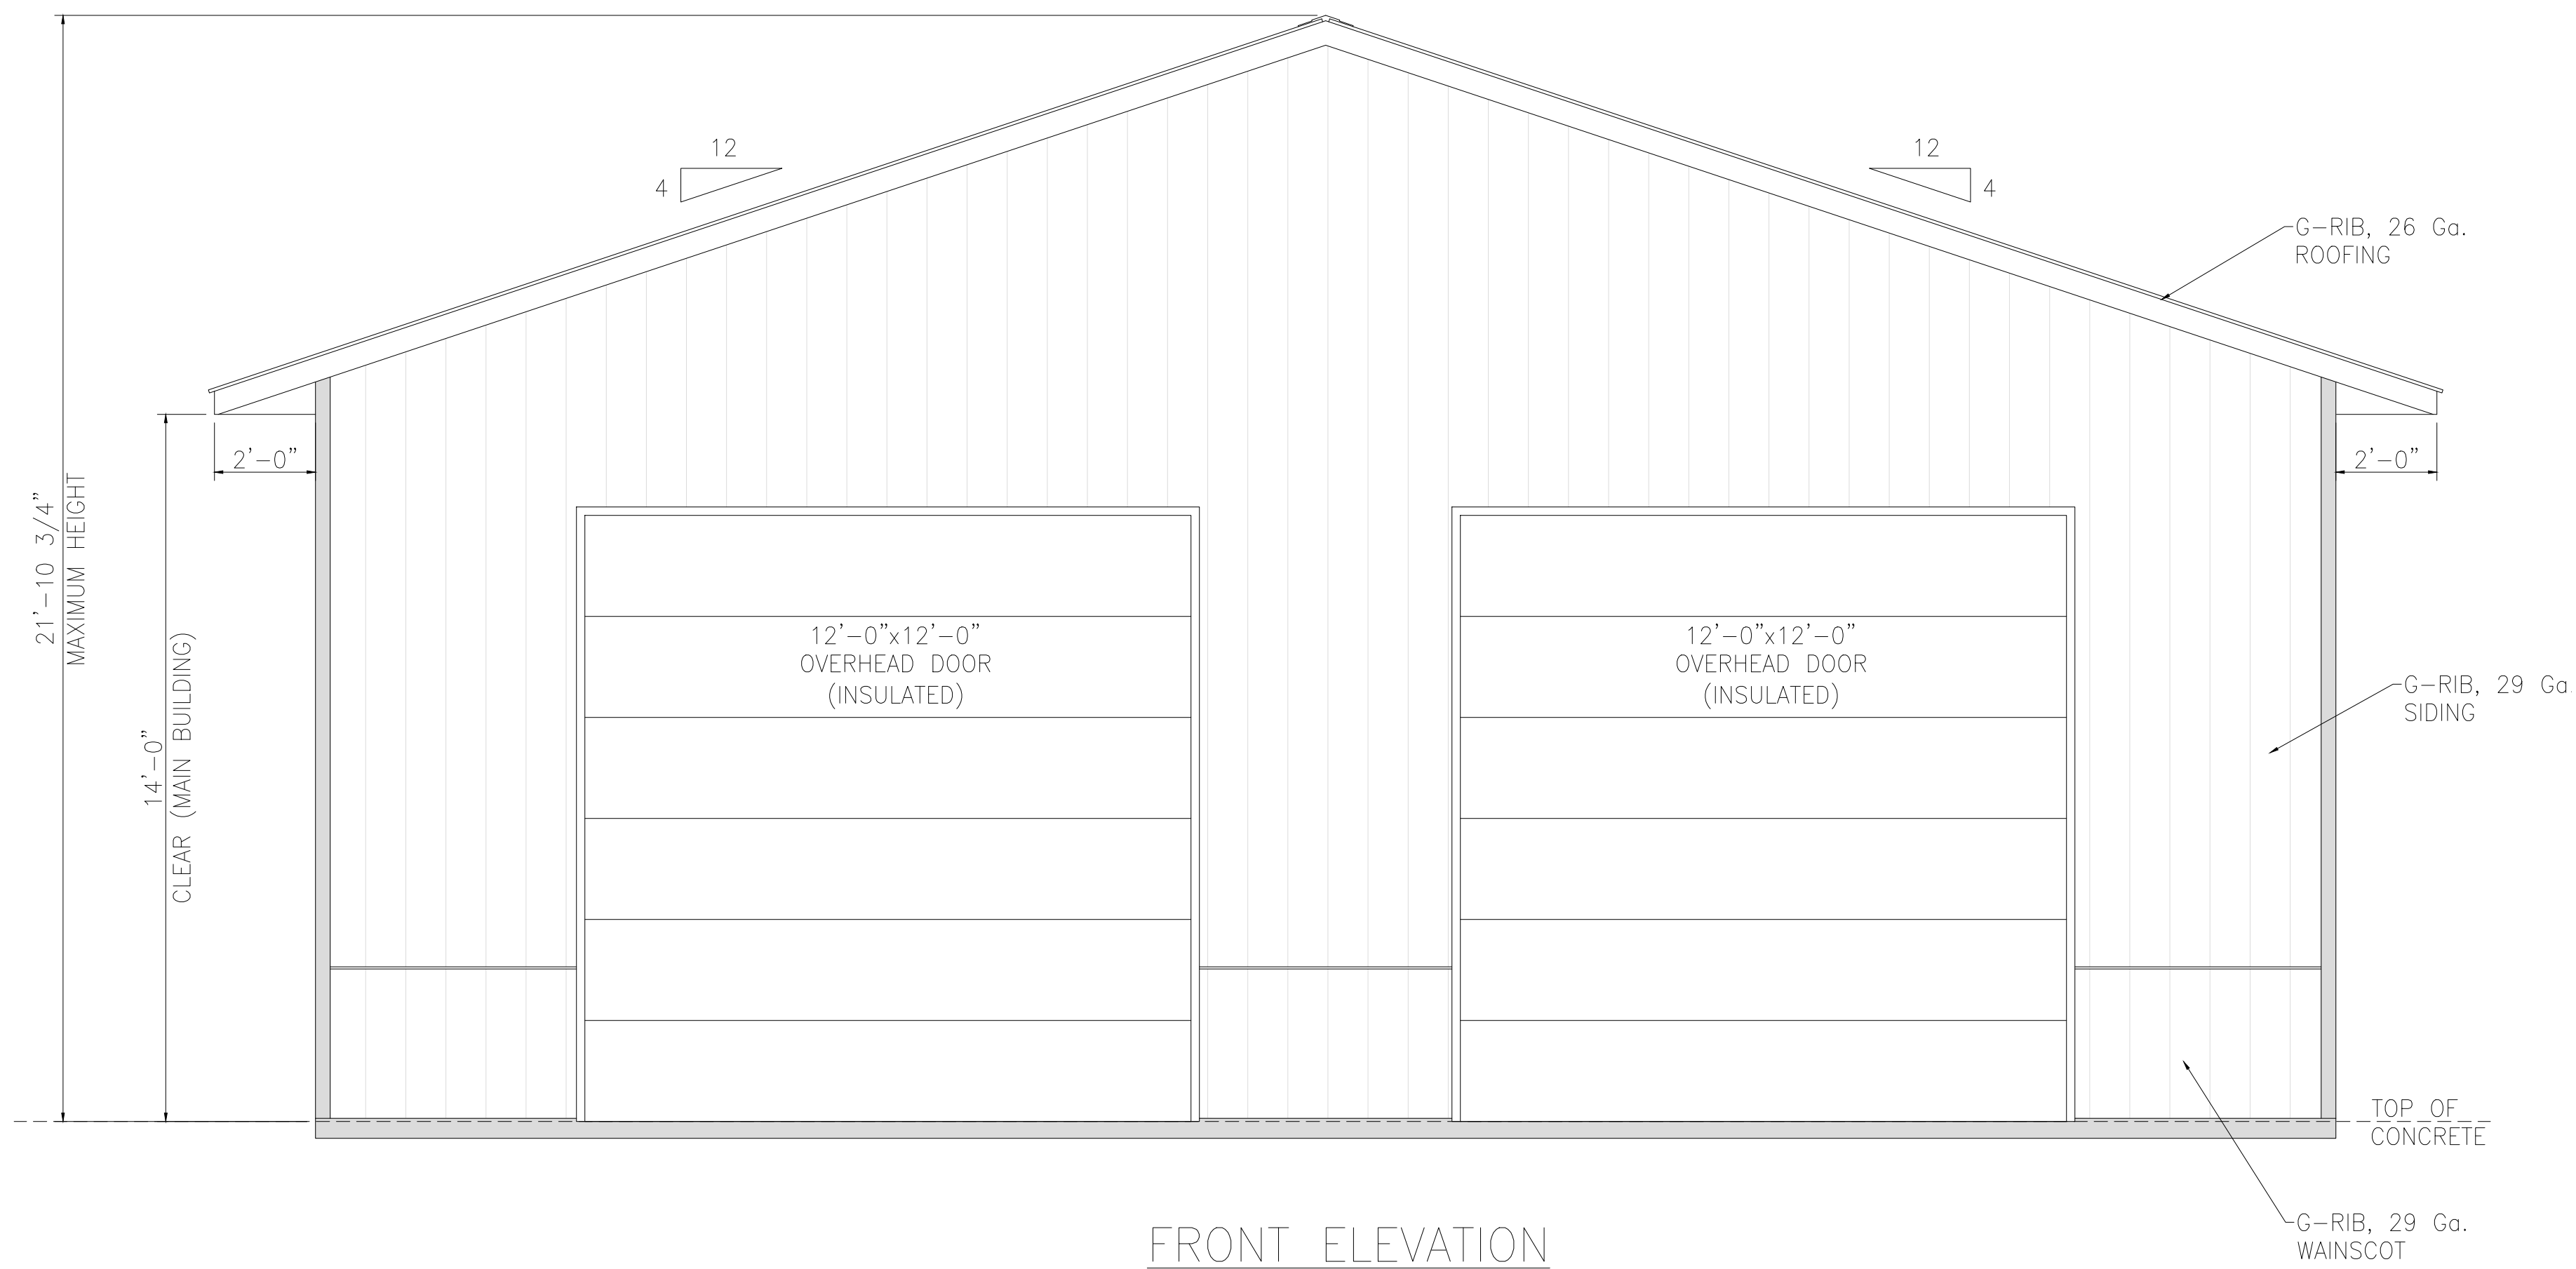 12
4
12
4
G-RIB, 26 Ga.
ROOFING
2'-0"
2'-0"
21'-10 3/4"
MAXIMUM HEIGHT
14'-0"
CLEAR (MAIN BUILDING)
12'-0"x12'-0"
OVERHEAD DOOR
(INSULATED)
12'-0"x12'-0"
OVERHEAD DOOR
(INSULATED)
G-RIB, 29 Ga.
SIDING
TOP OF
CONCRETE
G-RIB, 29 Ga.
WAINSCOT
FRONT ELEVATION